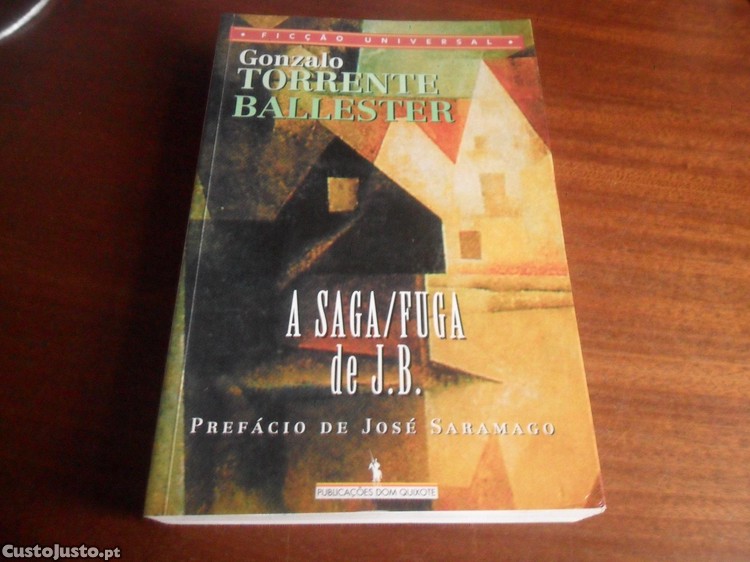 • FICÇÃO UNIVERSAL •
Gonzalo
TORRENTE
BALLESTER
A SAGA/FUGA
de J.B.
PREFÁCIO DE JOSÉ SARAMAGO
PUBLICAÇÕES DOM QUIXOTE
CustoJusto.pt